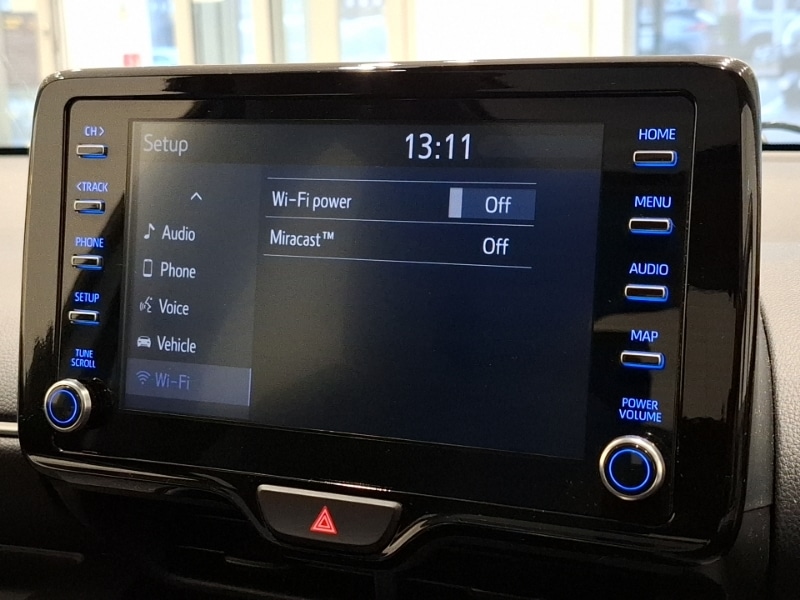 CH >
< TRACK
PHONE
SETUP
TUNE
SCROLL
Setup
13:11
Audio
Phone
Voice
Vehicle
Wi-Fi
Wi-Fi power Off
Miracast™ Off
HOME
MENU
AUDIO
MAP
POWER
VOLUME